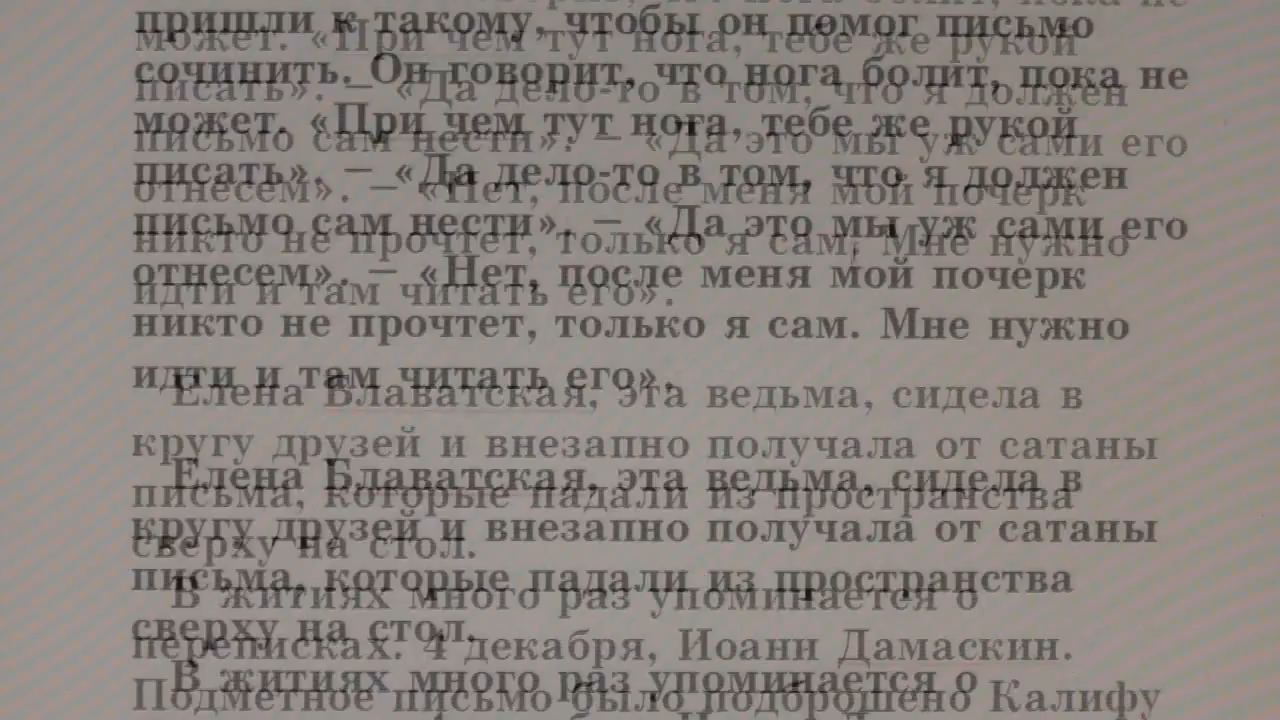 пришли к такому, чтобы он помог письмо
сочинить. Он говорит, что нога болит, пока не
может. «При чем тут нога, тебе же рукой
писать». – «Да дело-то в том, что я должен
письмо сам нести». – «Да это мы уж сами его
отнесем». – «Нет, после меня мой почерк
никто не прочтет, только я сам. Мне нужно
идти и там читать его».
Елена Блаватская, эта ведьма, сидела в
кругу друзей и внезапно получала от сатаны
письма, которые падали из пространства
сверху на стол.
В житиях много раз упоминается о
переписках. 4 декабря, Иоанн Дамаскин.
Подметное письмо было подброшено Калифу